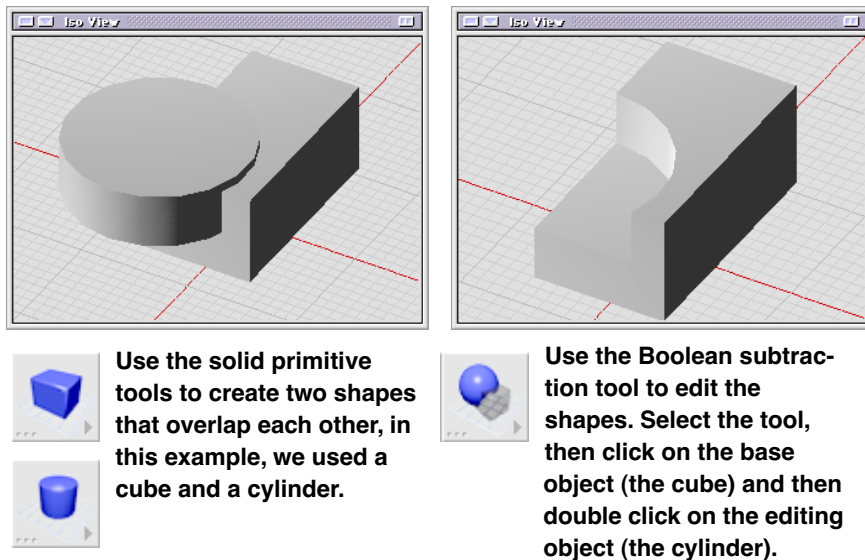 Iso View
Iso View
Use the solid primitive
tools to create two shapes
that overlap each other, in
this example, we used a
cube and a cylinder.
Use the Boolean subtrac-
tion tool to edit the
shapes. Select the tool,
then click on the base
object (the cube) and then
double click on the editing
object (the cylinder).